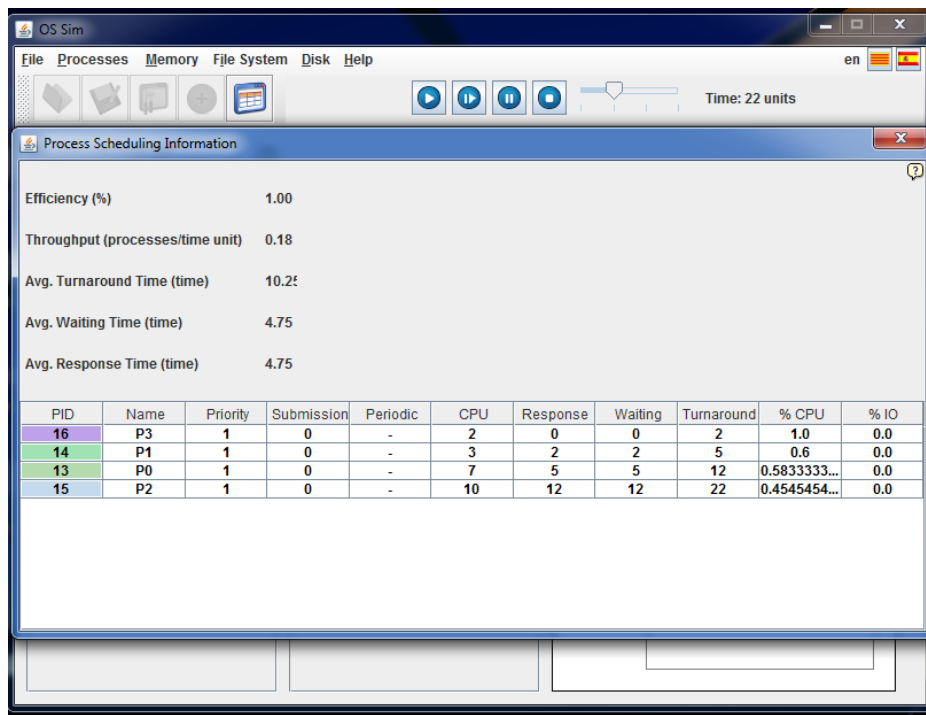 OS Sim
File Processes Memory File System Disk Help en
Time: 22 units
Process Scheduling Information
Efficiency (%) 1.00
Throughput (processes/time unit) 0.18
Avg. Turnaround Time (time) 10.25
Avg. Waiting Time (time) 4.75
Avg. Response Time (time) 4.75
PID Name Priority Submission Periodic CPU Response Waiting Turnaround % CPU % IO
16 P3 1 0 - 2 0 0 2 1.0 0.0
14 P1 1 0 - 3 2 2 5 0.6 0.0
13 P0 1 0 - 7 5 5 12 0.5833333... 0.0
15 P2 1 0 - 10 12 12 22 0.4545454... 0.0